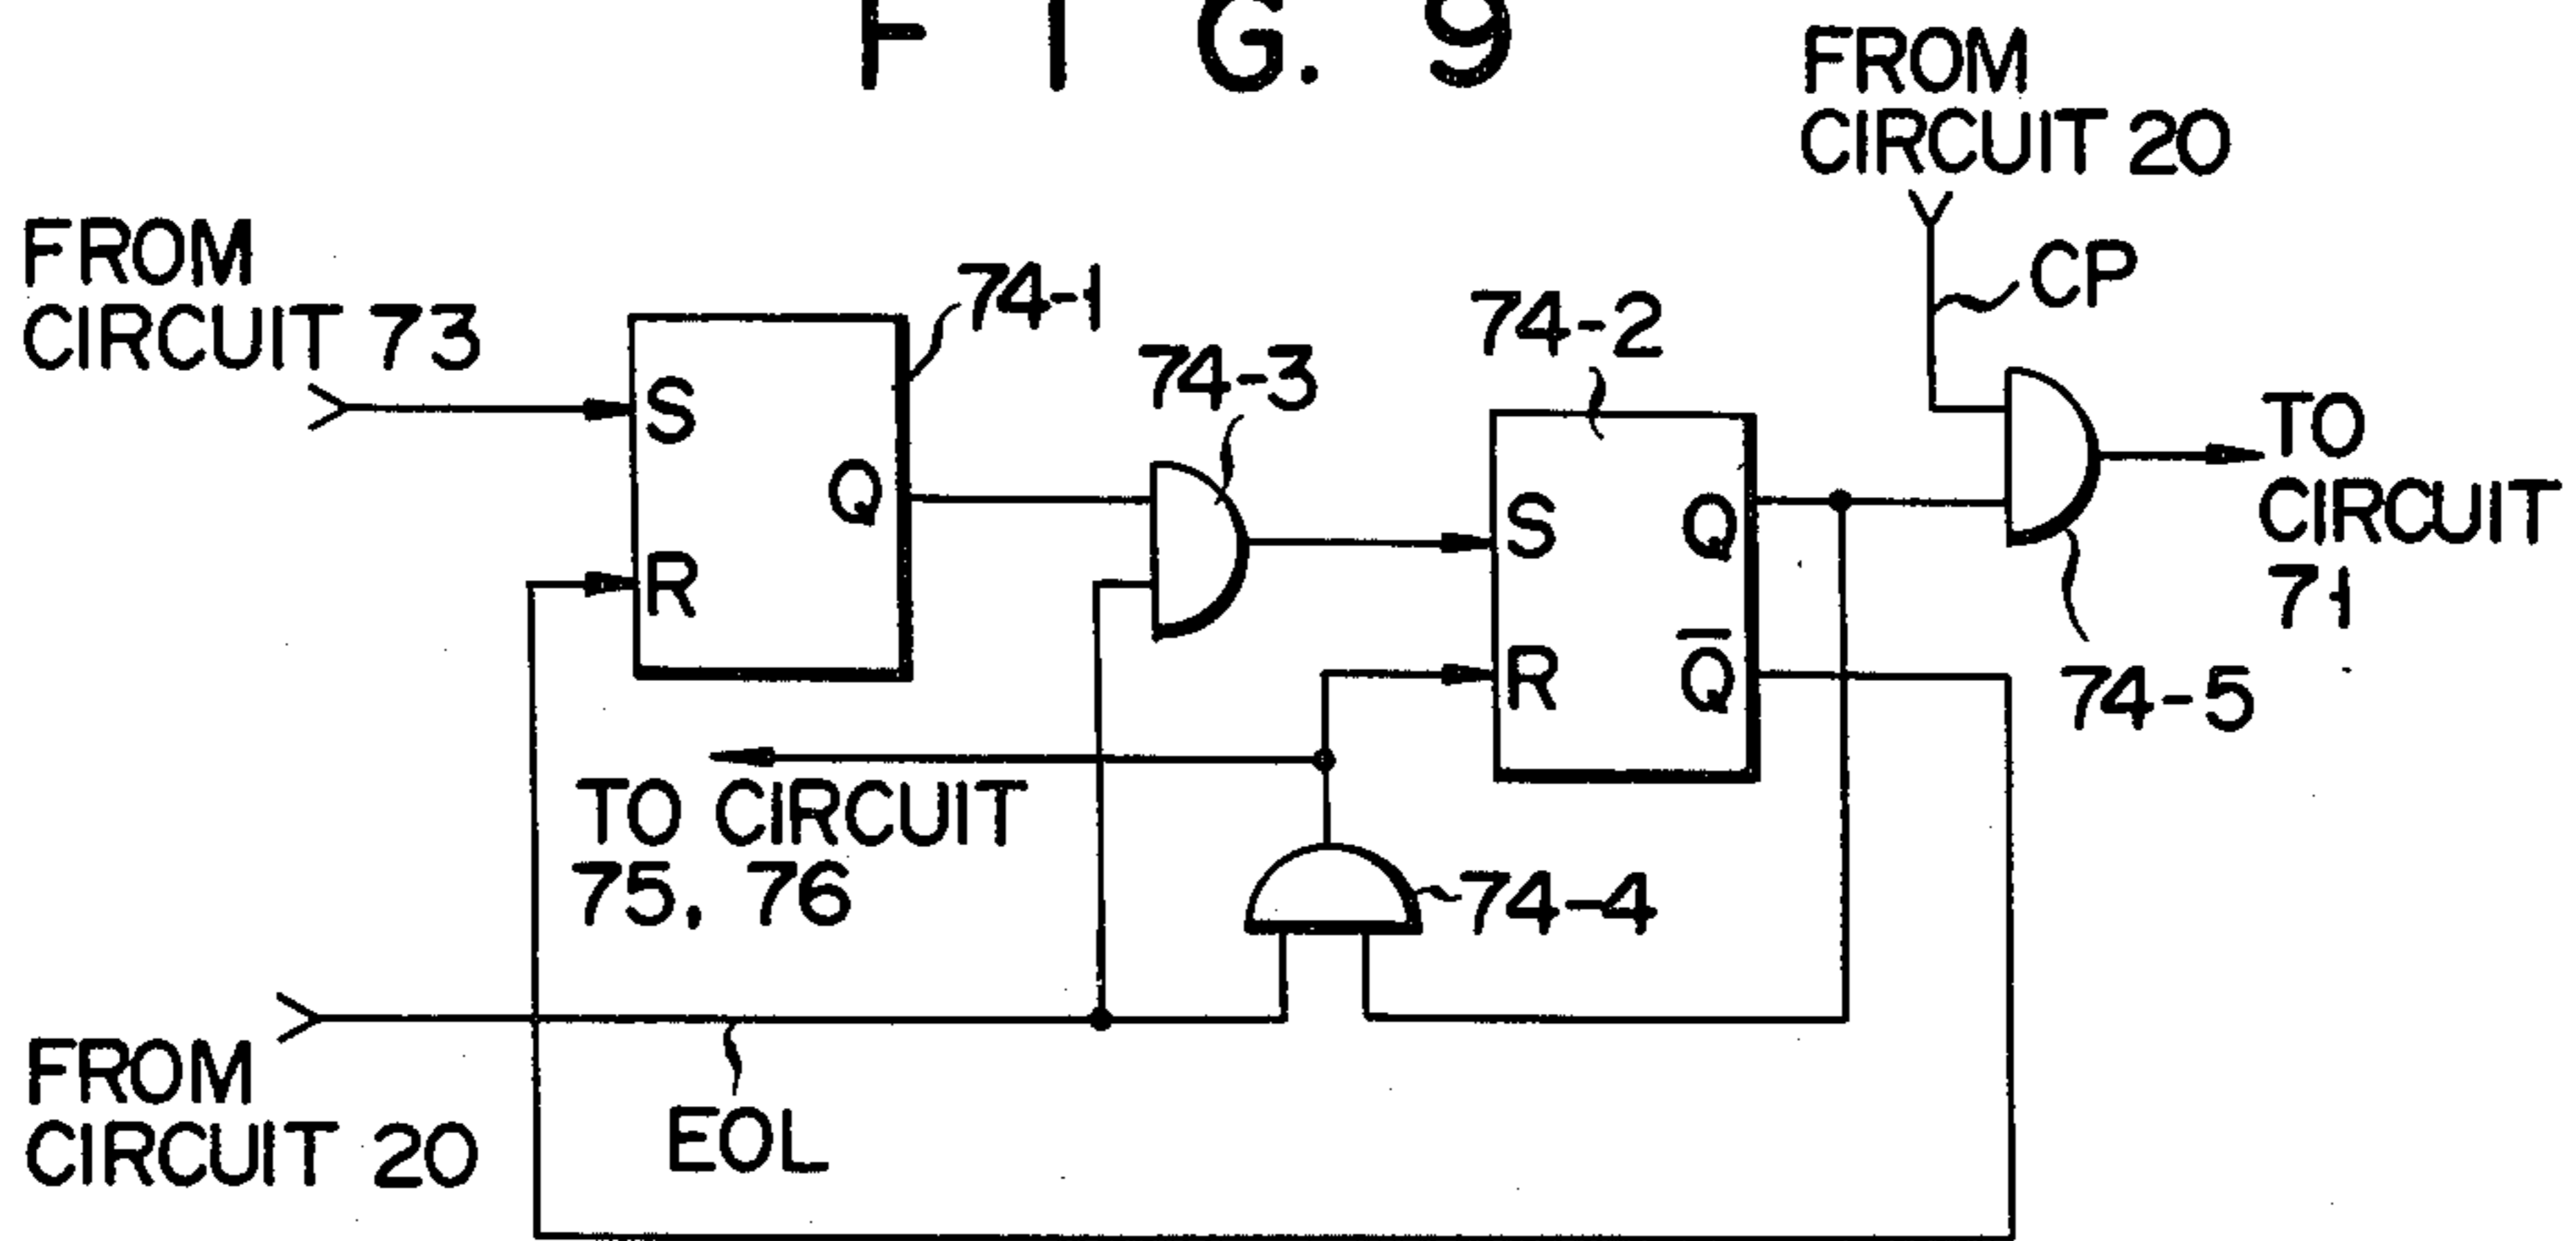 FIG. 9
FROM
CIRCUIT 20
CP
FROM
CIRCUIT 73
74-1
S
R
Q
74-3
74-2
S
R
Q
Q̅
TO
CIRCUIT
71
74-5
TO CIRCUIT
75, 76
74-4
FROM
CIRCUIT 20
EOL